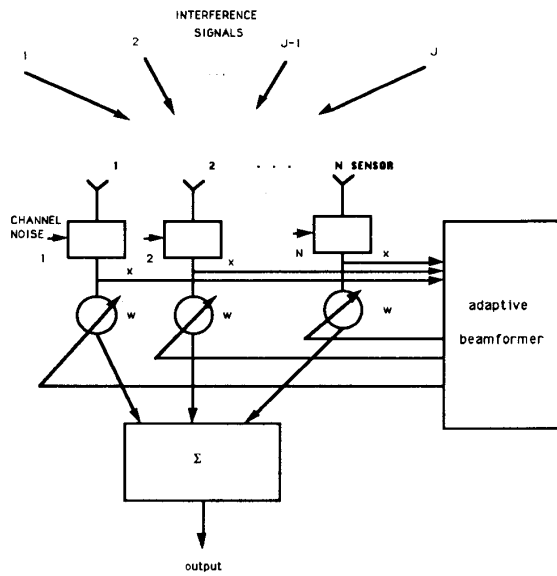 INTERFERENCE
SIGNALS
1
2
J-1
J
. . .
1
2
. . . .
N SENSOR
CHANNEL
NOISE
1
2
N
x
x
x
w
w
w
adaptive
beamformer
Σ
output